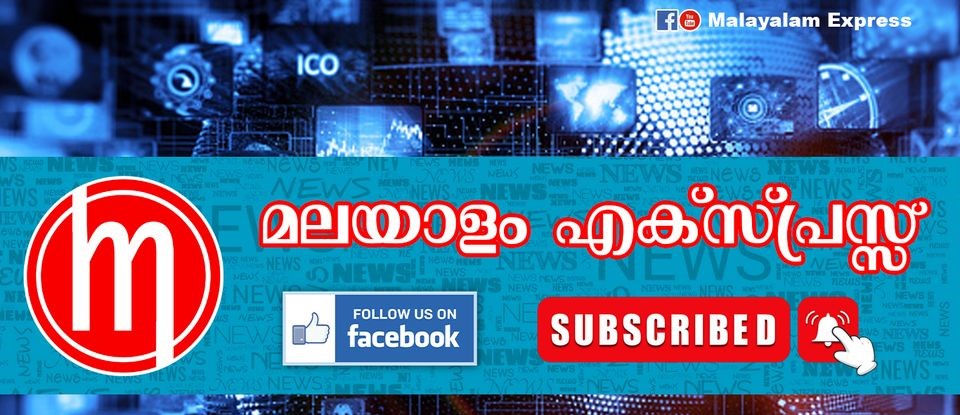 Malayalam Express
ICO
മലയാളം എക്സ്പ്രസ്സ്
FOLLOW US ON
facebook
SUBSCRIBED